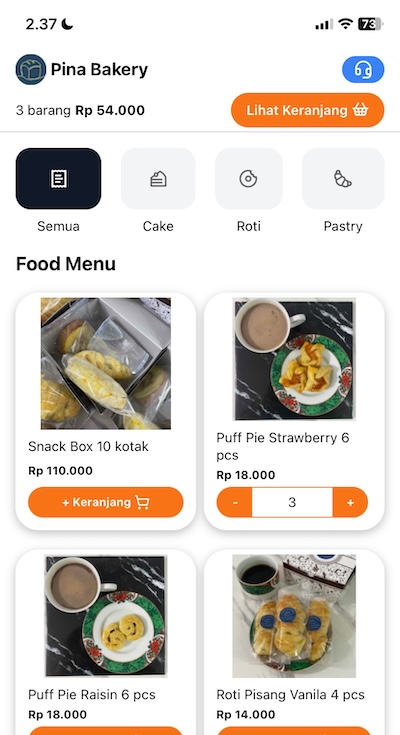 2.37
73
Pina Bakery
3 barang Rp 54.000
Lihat Keranjang
Semua
Cake
Roti
Pastry
Food Menu
Snack Box 10 kotak
Rp 110.000
+ Keranjang
Puff Pie Strawberry 6
pcs
Rp 18.000
- 3 +
Puff Pie Raisin 6 pcs
Rp 18.000
Roti Pisang Vanila 4 pcs
Rp 14.000